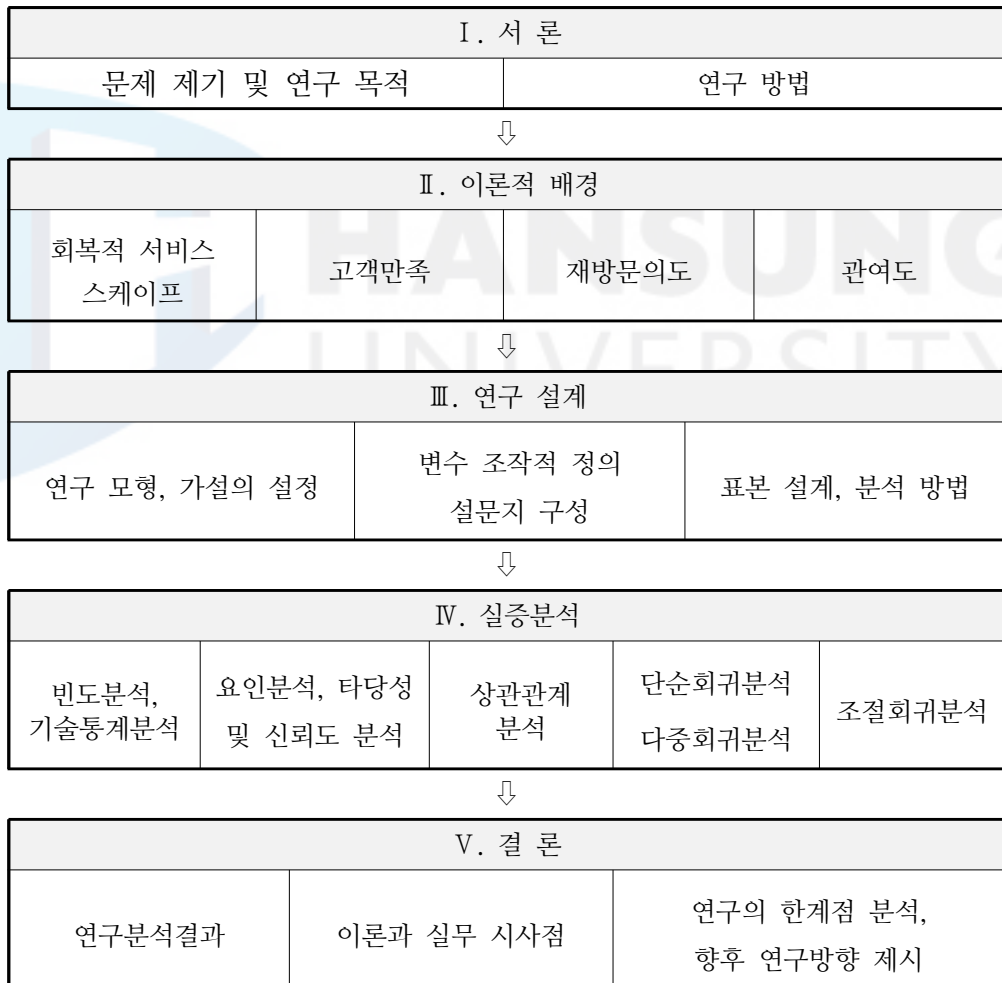 Ⅰ. 서 론
문제 제기 및 연구 목적
연구 방법
⇩
Ⅱ. 이론적 배경
회복적 서비스
스케이프
고객만족
재방문의도
관여도
⇩
Ⅲ. 연구 설계
연구 모형, 가설의 설정
변수 조작적 정의
설문지 구성
표본 설계, 분석 방법
⇩
Ⅳ. 실증분석
빈도분석,
기술통계분석
요인분석, 타당성
및 신뢰도 분석
상관관계
분석
단순회귀분석
다중회귀분석
조절회귀분석
⇩
Ⅴ. 결 론
연구분석결과
이론과 실무 시사점
연구의 한계점 분석,
향후 연구방향 제시
HANSUNG
UNIVERSITY